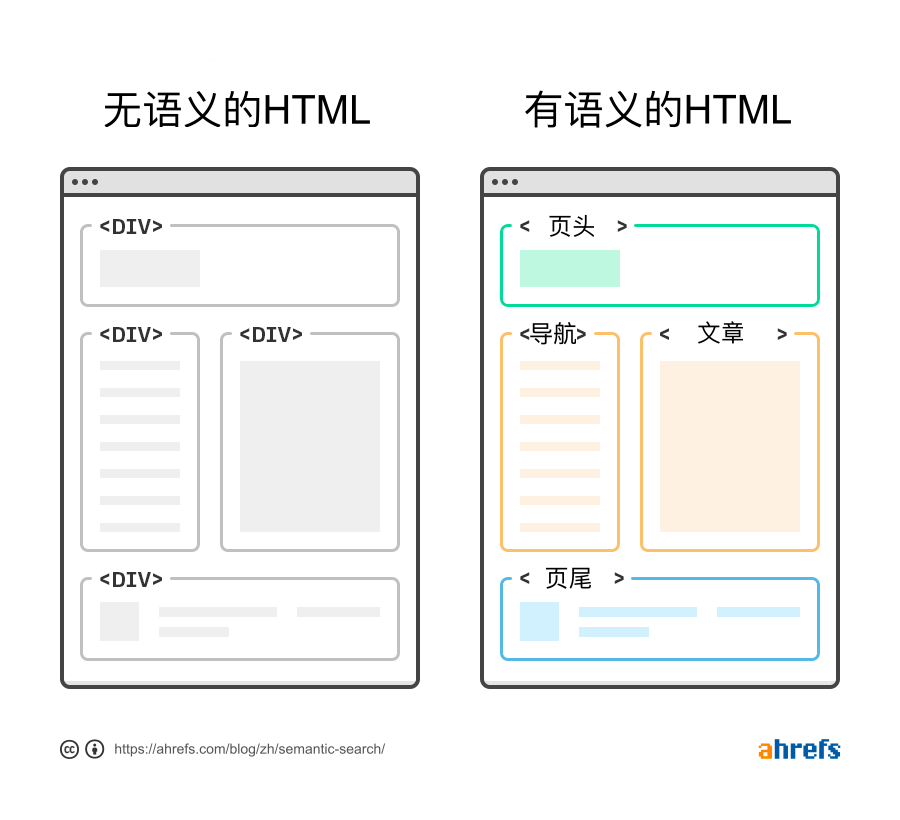 无语义的HTML
有语义的HTML
<DIV>
<DIV>
<DIV>
<DIV>
< 页头 >
<导航>
< 文章 >
< 页尾 >
https://ahrefs.com/blog/zh/semantic-search/
ahrefs